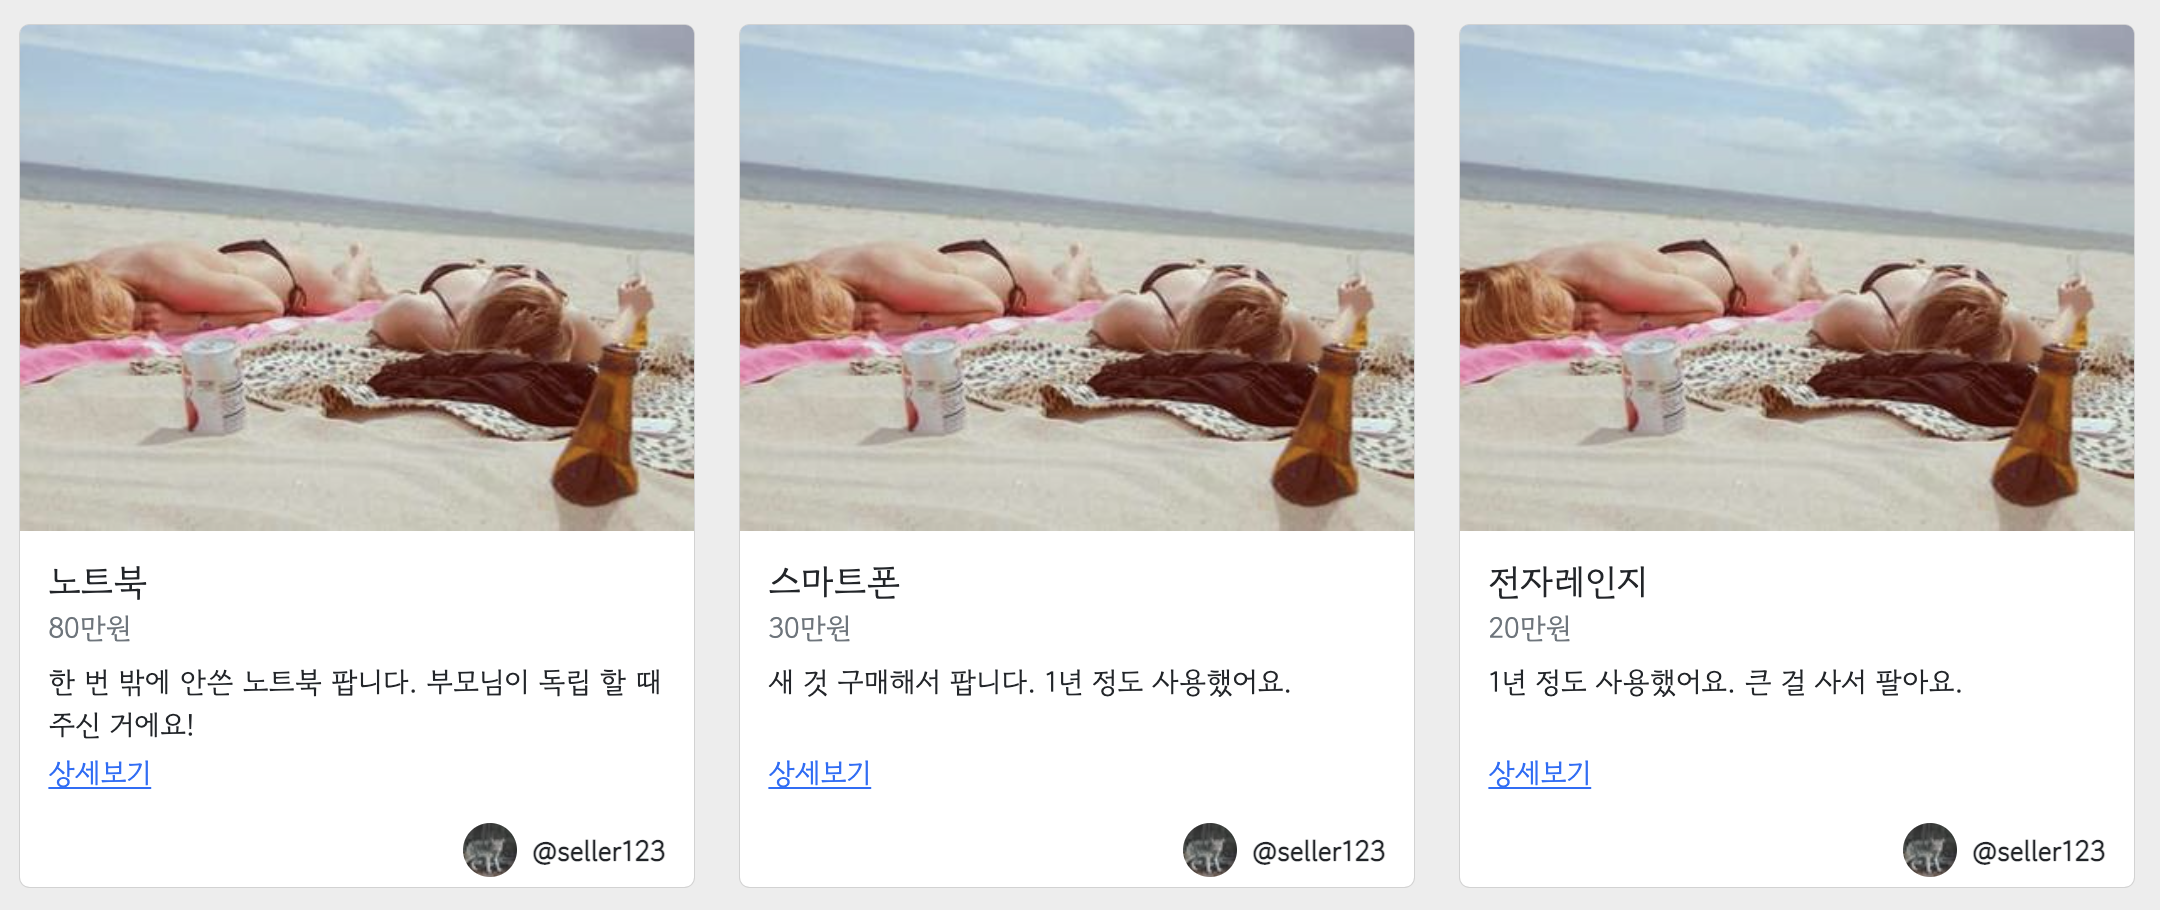 노트북
80만원
한 번 밖에 안쓴 노트북 팝니다. 부모님이 독립 할 때
주신 거에요!
상세보기
@seller123
스마트폰
30만원
새 것 구매해서 팝니다. 1년 정도 사용했어요.
상세보기
@seller123
전자레인지
20만원
1년 정도 사용했어요. 큰 걸 사서 팔아요.
상세보기
@seller123